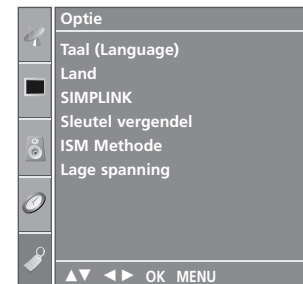 Optie
Taal (Language)
Land
SIMPLINK
Sleutel vergendel
ISM Methode
Lage spanning
▲▼ ◄► OK MENU